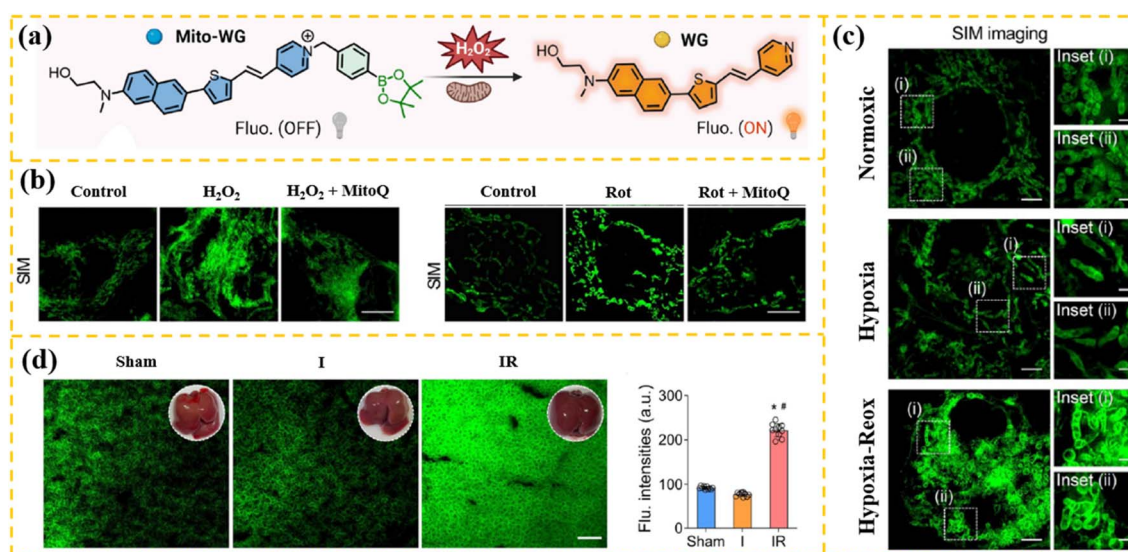 (a)
Mito-WG
H₂O₂
WG
HO
N
S
N
+
B
O
O
Fluo. (OFF)
HO
N
S
N
Fluo. (ON)
(b)
Control
H₂O₂
H₂O₂ + MitoQ
SIM
Control
Rot
Rot + MitoQ
SIM
(c)
SIM imaging
Normoxic
(i)
(ii)
Inset (i)
Inset (ii)
Hypoxia
(i)
(ii)
Inset (i)
Inset (ii)
Hypoxia-Reox
(i)
(ii)
Inset (i)
Inset (ii)
(d)
Sham
I
IR
Flu. intensities (a.u.)
300
200
100
0
* #
Sham I IR